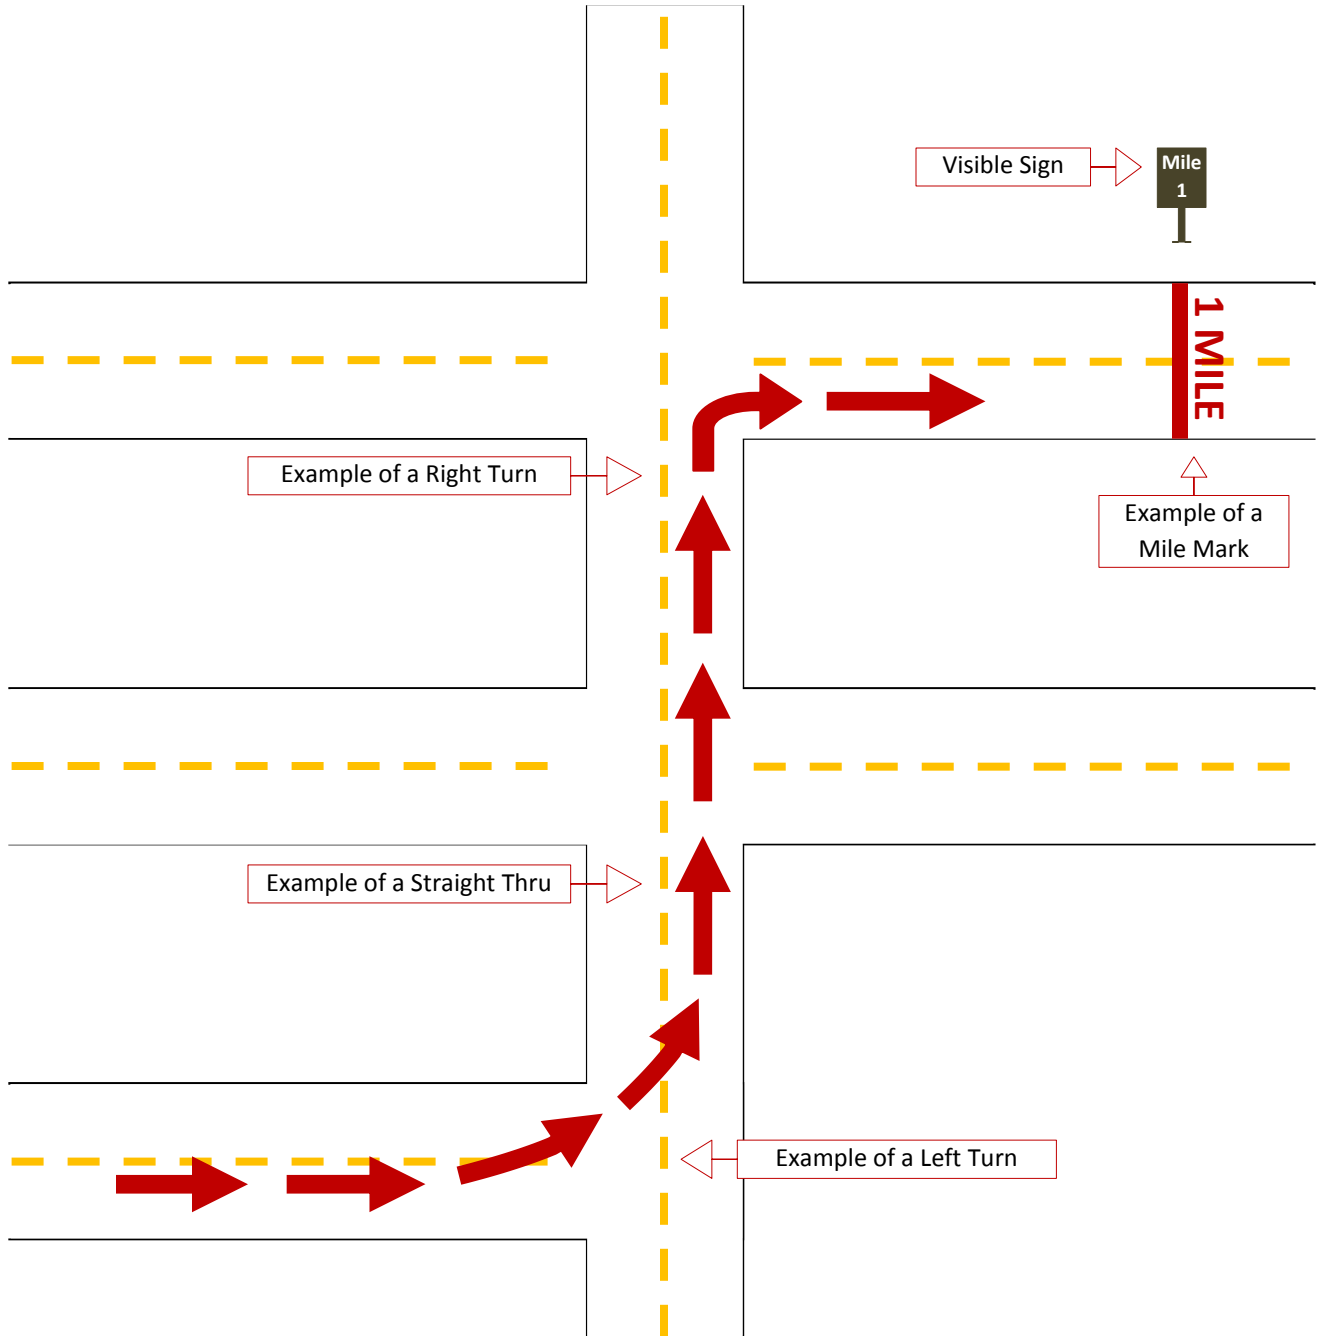 Visible Sign
Mile
1
1 MILE
Example of a Right Turn
Example of a
Mile Mark
Example of a Straight Thru
Example of a Left Turn